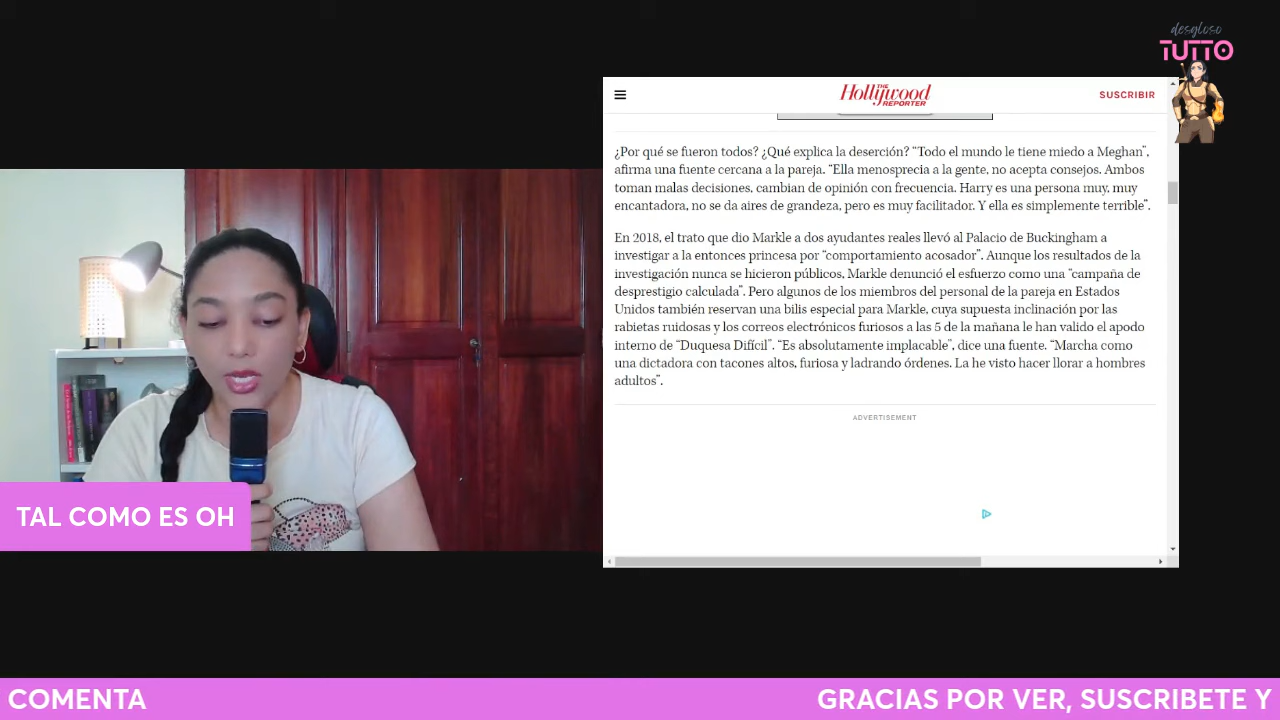 desgloso
TUTTO
THE
Hollywood
REPORTER
SUSCRIBIR
¿Por qué se fueron todos? ¿Qué explica la deserción? "Todo el mundo le tiene miedo a Meghan",
afirma una fuente cercana a la pareja. "Ella menosprecia a la gente, no acepta consejos. Ambos
toman malas decisiones, cambian de opinión con frecuencia. Harry es una persona muy, muy
encantadora, no se da aires de grandeza, pero es muy facilitador. Y ella es simplemente terrible".
En 2018, el trato que dio Markle a dos ayudantes reales llevó al Palacio de Buckingham a
investigar a la entonces princesa por "comportamiento acosador". Aunque los resultados de la
investigación nunca se hicieron públicos, Markle denunció el esfuerzo como una "campaña de
desprestigio calculada". Pero algunos de los miembros del personal de la pareja en Estados
Unidos también reservan una bilis especial para Markle, cuya supuesta inclinación por las
rabietas ruidosas y los correos electrónicos furiosos a las 5 de la mañana le han valido el apodo
interno de "Duquesa Difícil". "Es absolutamente implacable", dice una fuente. "Marcha como
una dictadora con tacones altos, furiosa y ladrando órdenes. La he visto hacer llorar a hombres
adultos".
ADVERTISEMENT
TAL COMO ES OH
COMENTA
GRACIAS POR VER, SUSCRIBETE Y